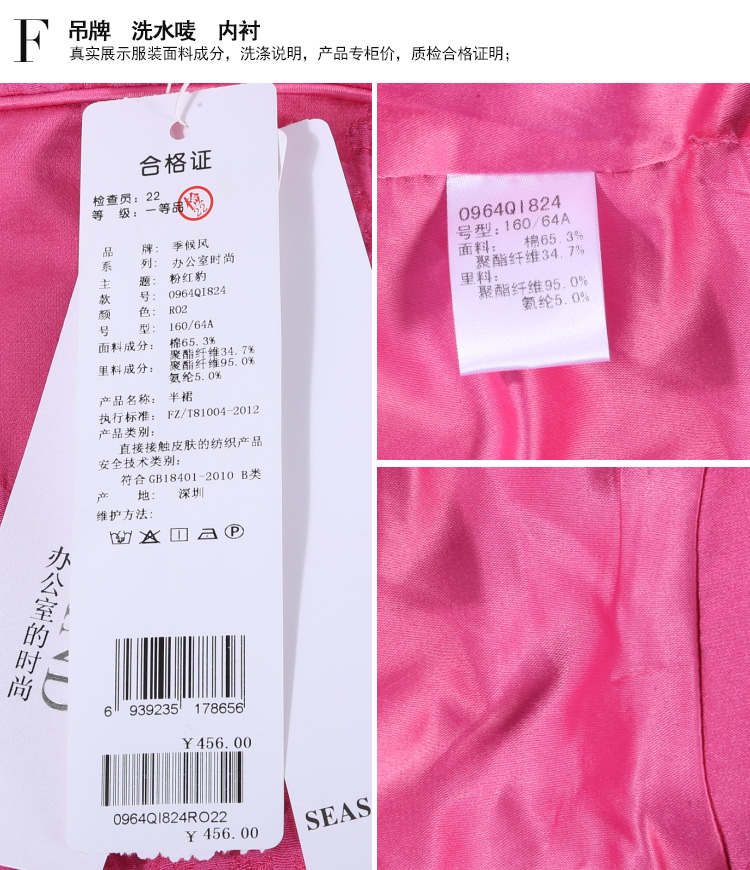 F
吊牌 洗水唛 内衬
真实展示服装面料成分，洗涤说明，产品专柜价，质检合格证明；
合格证
检查员：22
等 级：一等品
22
品 牌：季候风
系 列：办公室时尚
主 题：粉红豹
款 号：0964QI824
颜 色：R02
号 型：160/64A
面料成分：棉65.3%
聚酯纤维34.7%
里料成分：聚酯纤维95.0%
氨纶5.0%
产品名称：半裙
执行标准：FZ/T81004-2012
产品类别：
直接接触皮肤的纺织产品
安全技术类别：
符合GB18401-2010 B类
产 地：深圳
维护方法：
P
6 939235 178656
¥456.00
0964QI824RO22
¥456.00
办公室的时尚
SEAS
0964QI824
号型：160/64A
面料： 棉65.3%
聚酯纤维34.7%
里料：
聚酯纤维95.0%
氨纶5.0%